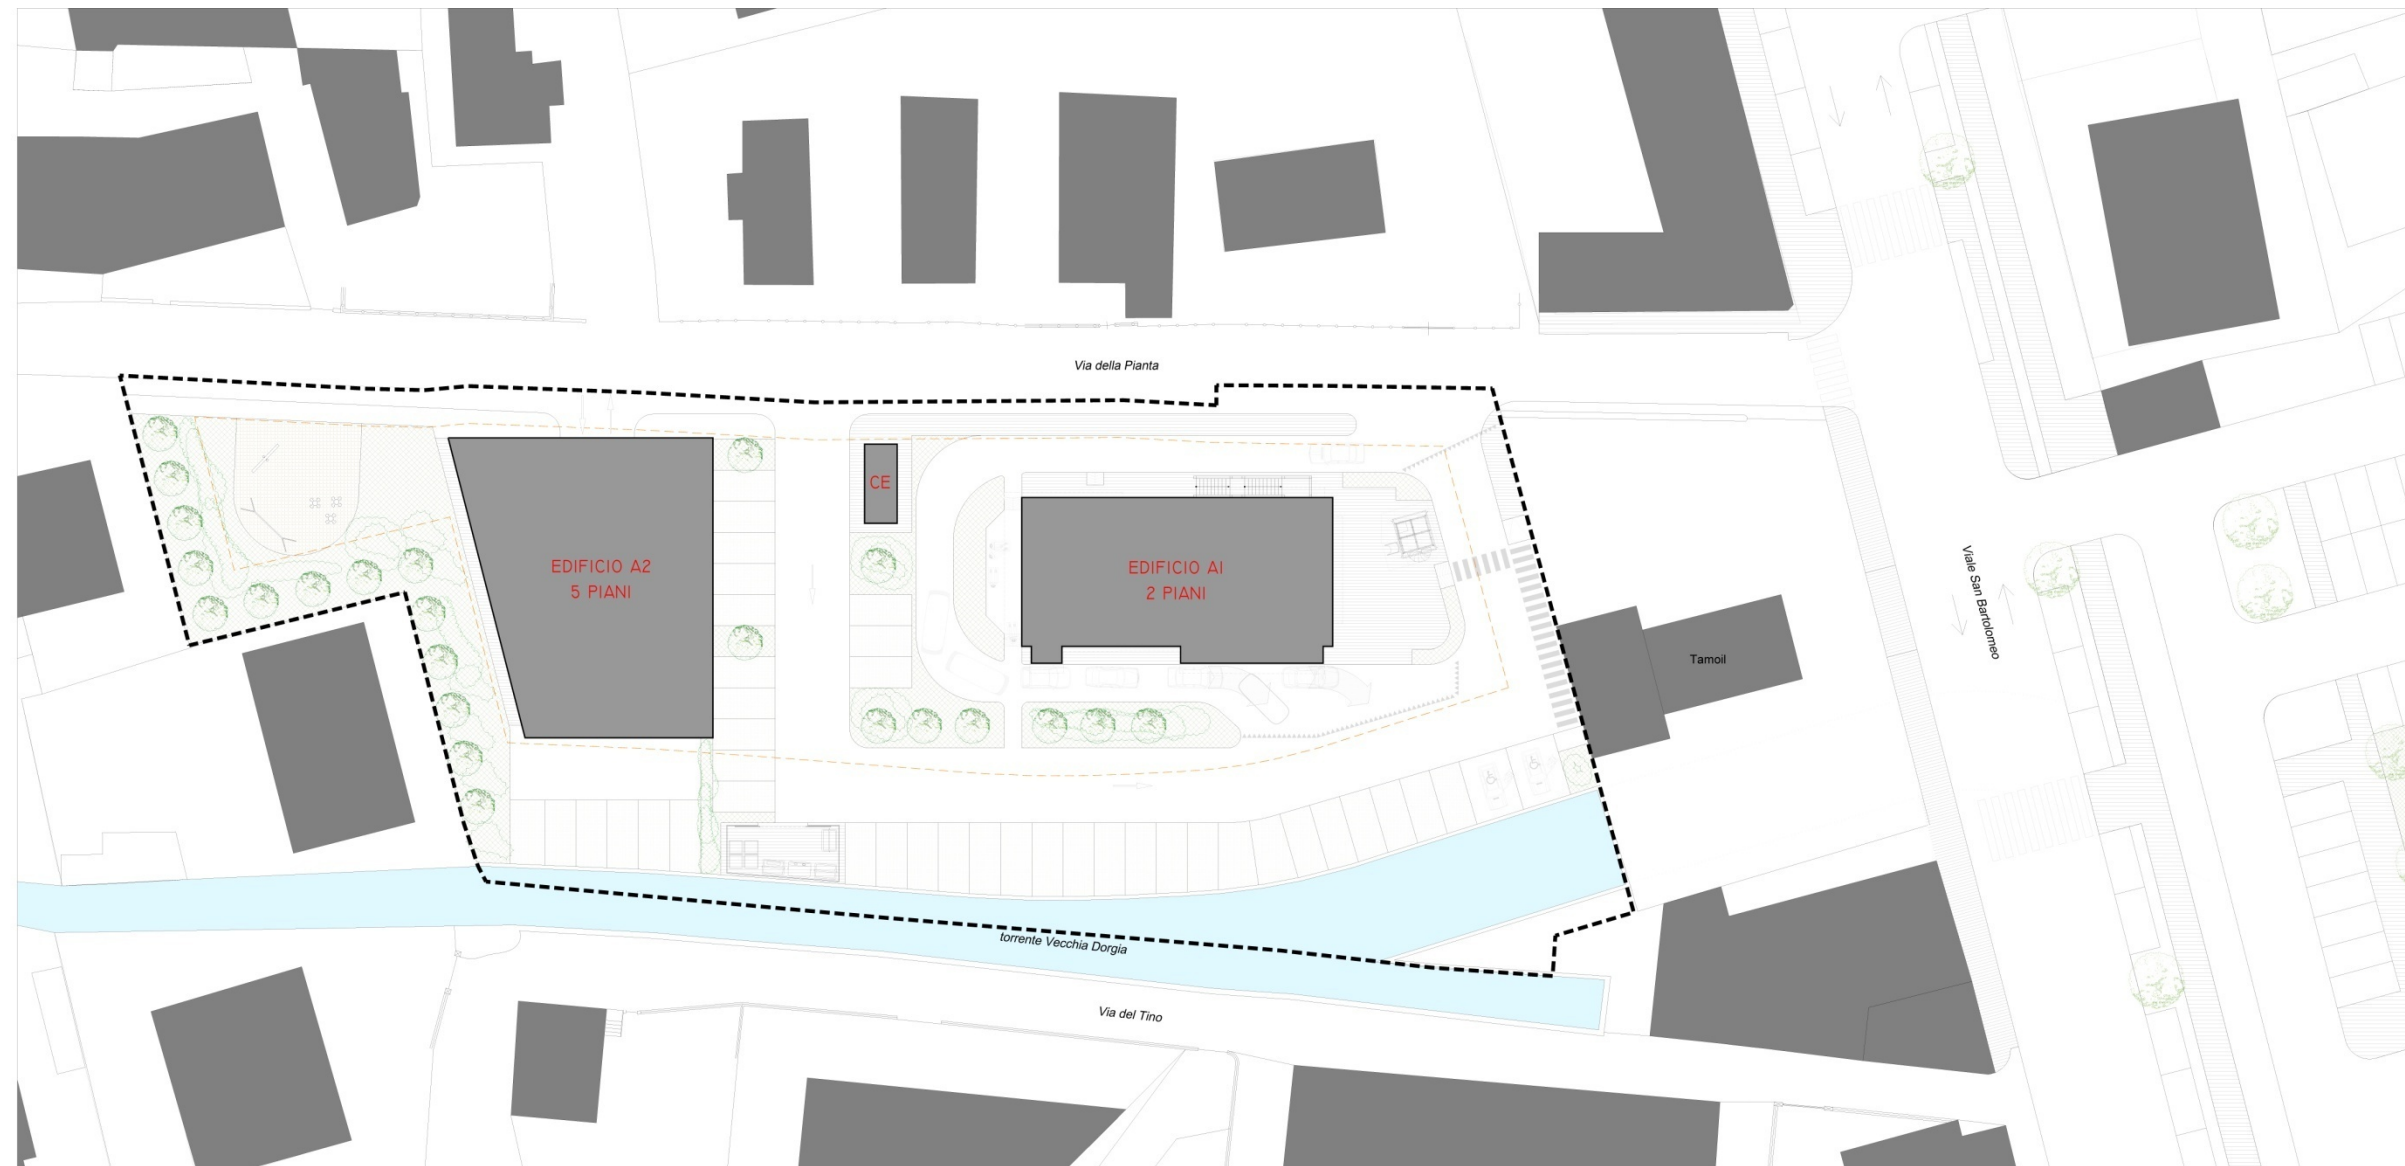 Via della Pianta
CE
EDIFICIO A2
5 PIANI
EDIFICIO A1
2 PIANI
Viale San Bartolomeo
Tamoil
torrente Vecchia Dorgia
Via del Tino